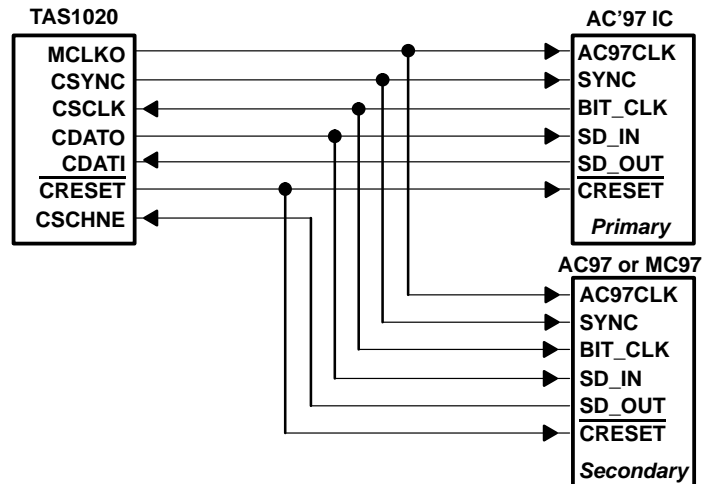 TAS1020
MCLKO
CSYNC
CSCLK
CDATO
CDATI
CRESET
CSCHNE
AC'97 IC
AC97CLK
SYNC
BIT_CLK
SD_IN
SD_OUT
CRESET
Primary
AC97 or MC97
AC97CLK
SYNC
BIT_CLK
SD_IN
SD_OUT
CRESET
Secondary